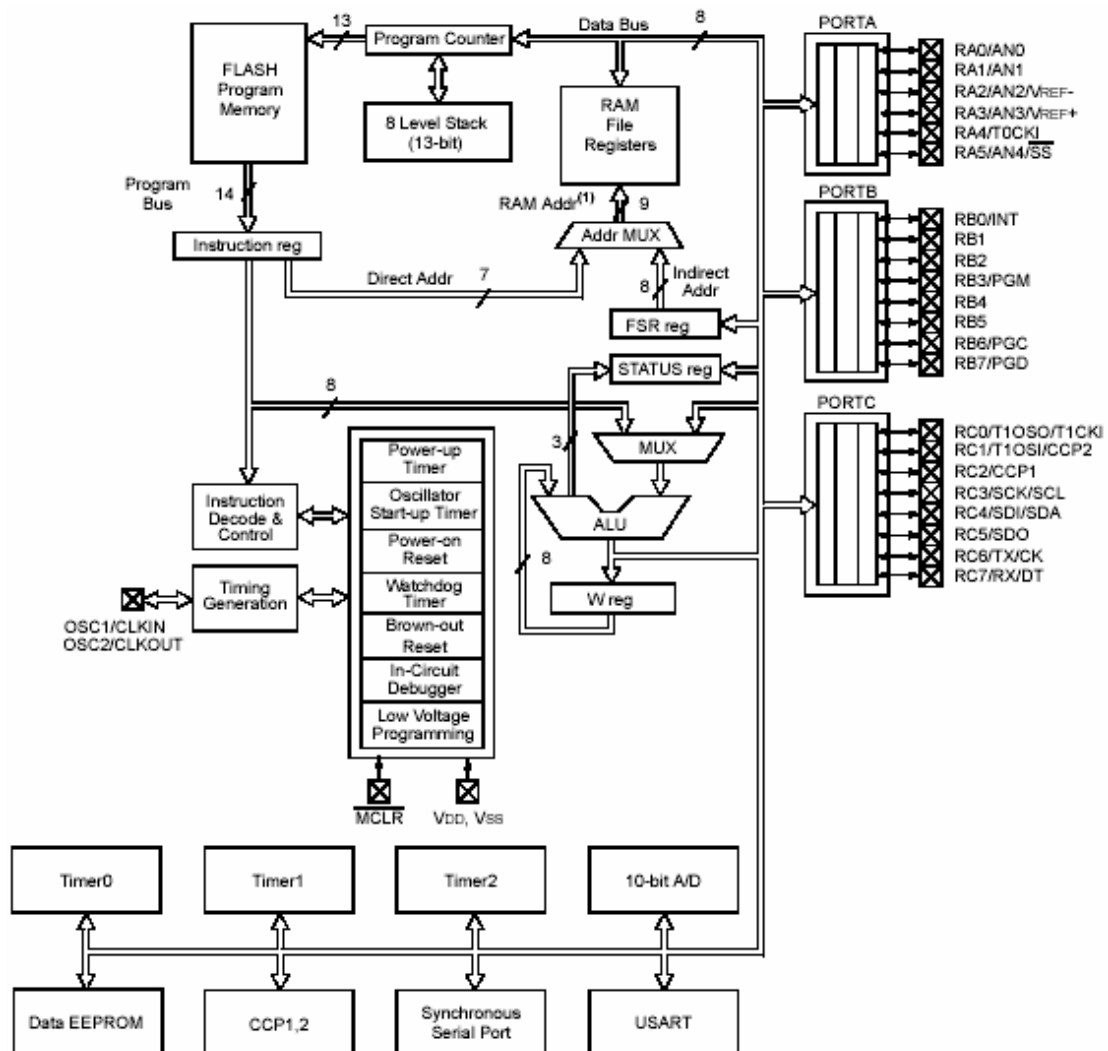 13
Program Counter
Data Bus
8
PORTA
FLASH
Program
Memory
8 Level Stack
(13-bit)
RAM
File
Registers
RA0/AN0
RA1/AN1
RA2/AN2/VREF-
RA3/AN3/VREF+
RA4/T0CKI
RA5/AN4/SS
Program
Bus
14
RAM Addr(1)
9
PORTB
Instruction reg
Addr MUX
Direct Addr
7
8
Indirect
Addr
FSR reg
RB0/INT
RB1
RB2
RB3/PGM
RB4
RB5
RB6/PGC
RB7/PGD
STATUS reg
8
3
MUX
PORTC
RC0/T1OSO/T1CKI
RC1/T1OSI/CCP2
RC2/CCP1
RC3/SCK/SCL
RC4/SDI/SDA
RC5/SDO
RC6/TX/CK
RC7/RX/DT
Power-up
Timer
Oscillator
Start-up Timer
Power-on
Reset
Watchdog
Timer
Brown-out
Reset
In-Circuit
Debugger
Low Voltage
Programming
Instruction
Decode &
Control
Timing
Generation
OSC1/CLKIN
OSC2/CLKOUT
ALU
8
W reg
MCLR
VDD, VSS
Timer0
Timer1
Timer2
10-bit A/D
Data EEPROM
CCP1,2
Synchronous
Serial Port
USART